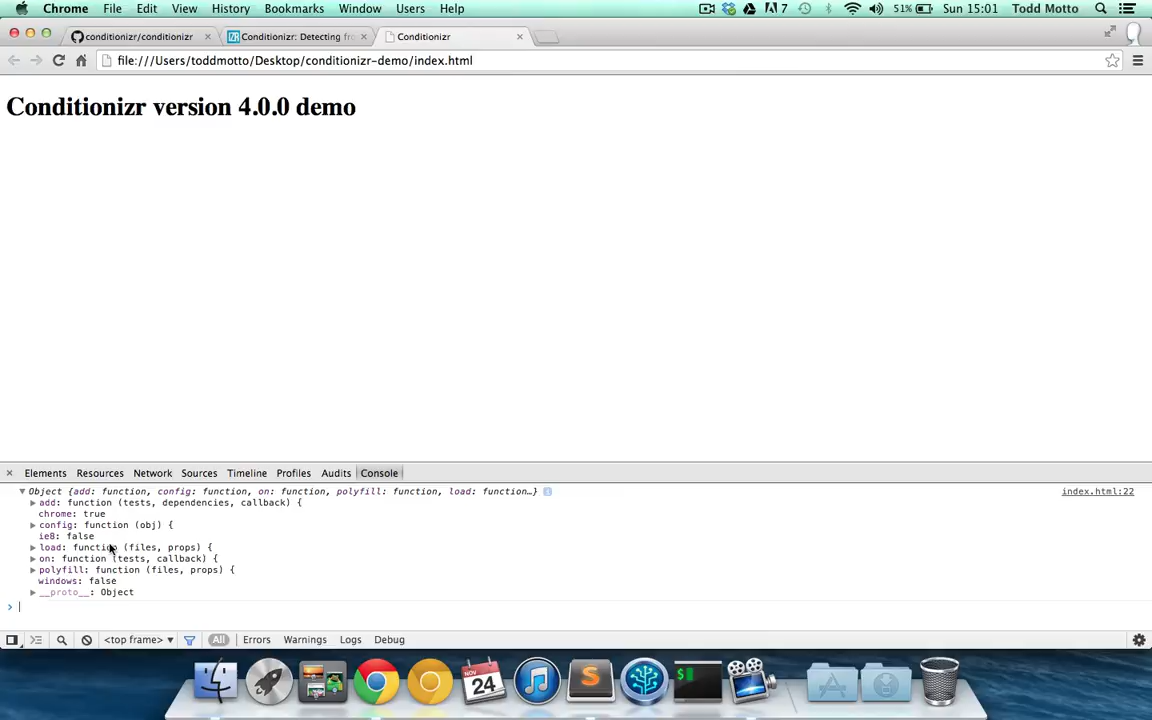 Chrome File Edit View History Bookmarks Window Users Help 7 51% Sun 15:01 Todd Motto
conditionizr/conditionizr Conditionizr: Detecting fro Conditionizr
file:///Users/toddmotto/Desktop/conditionizr-demo/index.html
Conditionizr version 4.0.0 demo
Elements Resources Network Sources Timeline Profiles Audits Console
Object {add: function, config: function, on: function, polyfill: function, load: function…} index.html:22
add: function (tests, dependencies, callback) {
chrome: true
config: function (obj) {
ie8: false
load: function (files, props) {
on: function (tests, callback) {
polyfill: function (files, props) {
windows: false
__proto__: Object
<top frame> All Errors Warnings Logs Debug
NOV
24